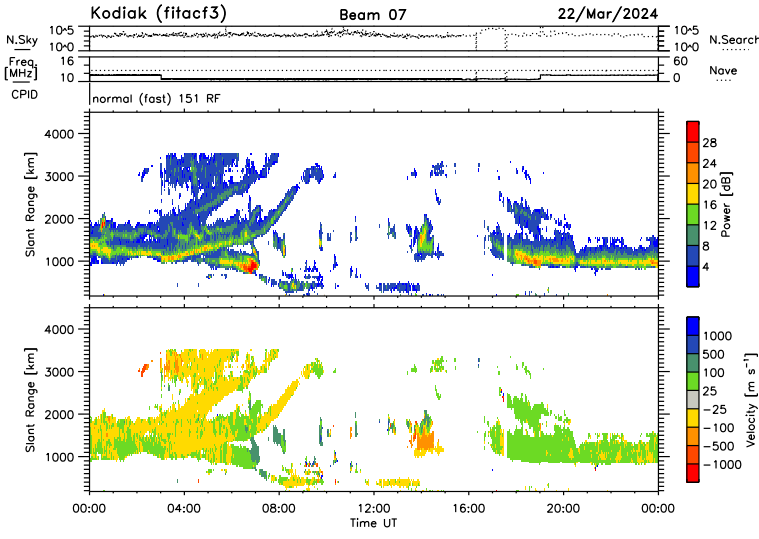 Kodiak (fitacf3) Beam 07 22/Mar/2024
N.Sky 10^5 10^0 10^5 10^0 N.Search
Freq. [MHz] 16 10 60 0 Nave
CPID normal (fast) 151 RF
Slant Range [km] 4000 3000 2000 1000
Power [dB] 28 24 20 16 12 8 4
Slant Range [km] 4000 3000 2000 1000
Velocity [m s⁻¹] 1000 500 100 25 −25 −100 −500 −1000
00:00 04:00 08:00 12:00 16:00 20:00 00:00
Time UT